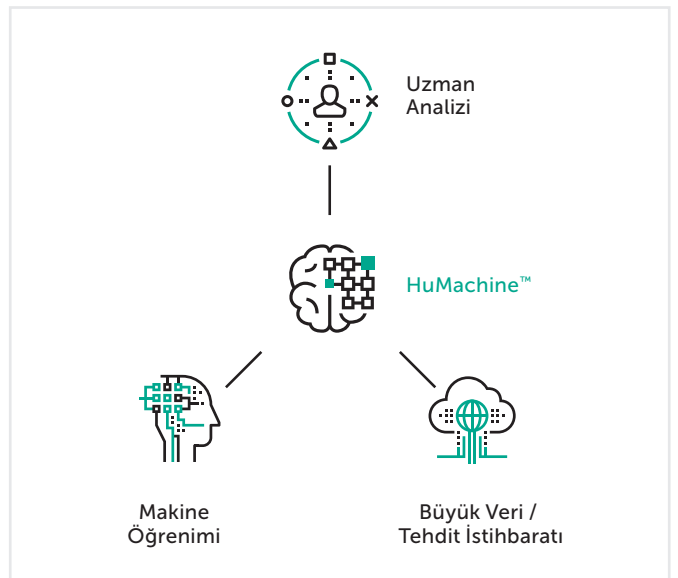 Uzman
Analizi
HuMachine™
Makine
Öğrenimi
Büyük Veri /
Tehdit İstihbaratı